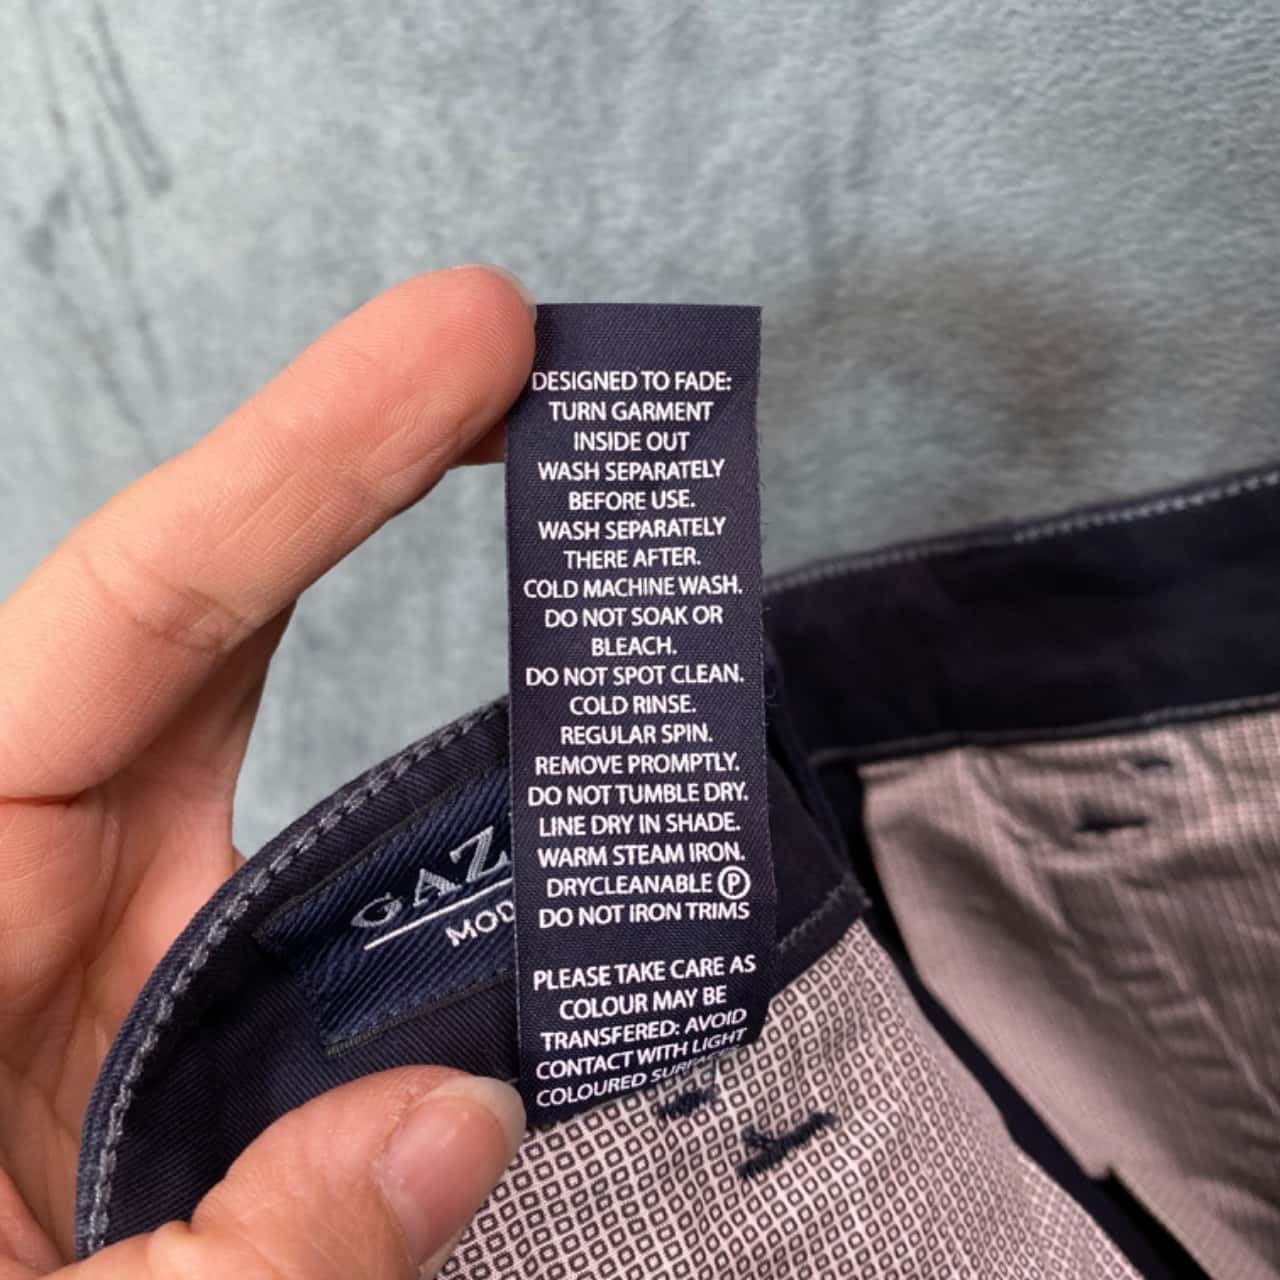 DESIGNED TO FADE:
TURN GARMENT
INSIDE OUT
WASH SEPARATELY
BEFORE USE.
WASH SEPARATELY
THERE AFTER.
COLD MACHINE WASH.
DO NOT SOAK OR
BLEACH.
DO NOT SPOT CLEAN.
COLD RINSE.
REGULAR SPIN.
REMOVE PROMPTLY.
DO NOT TUMBLE DRY.
LINE DRY IN SHADE.
WARM STEAM IRON.
DRYCLEANABLE Ⓟ
DO NOT IRON TRIMS
PLEASE TAKE CARE AS
COLOUR MAY BE
TRANSFERED: AVOID
CONTACT WITH LIGHT
COLOURED
GAZ
MOD